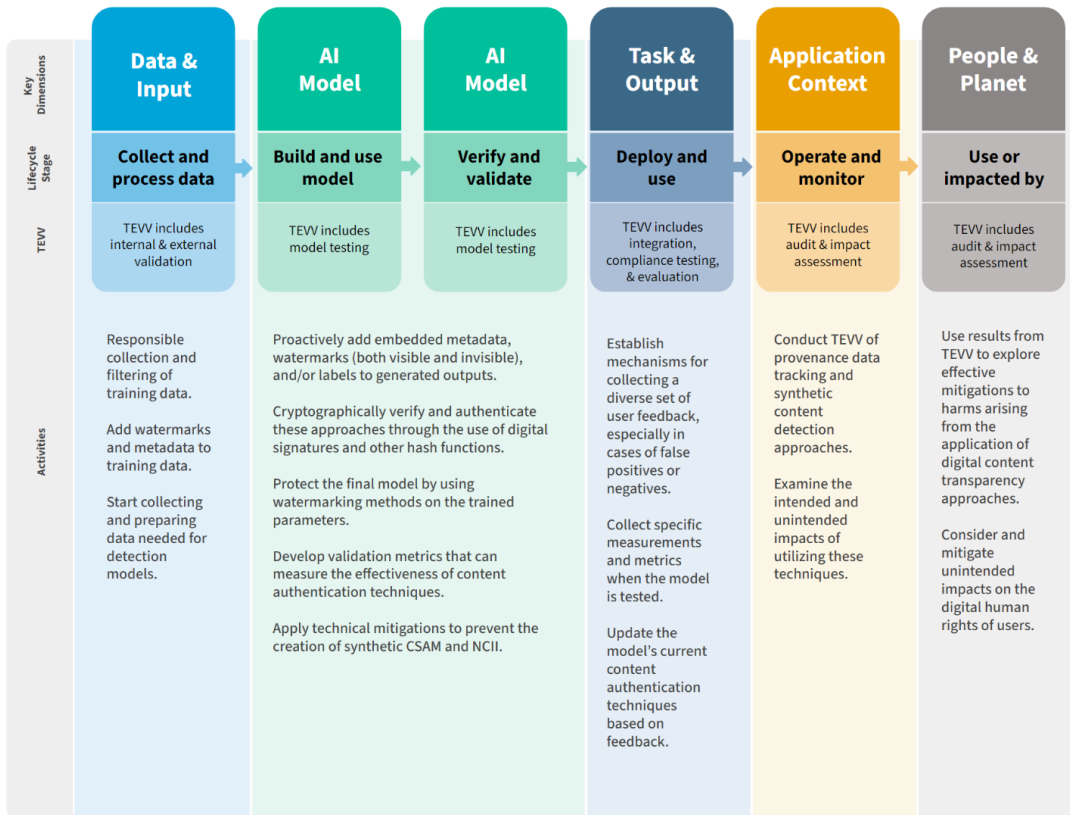 Key
Dimensions
Data &
Input
AI
Model
AI
Model
Task &
Output
Application
Context
People &
Planet
Lifecycle
Stage
Collect and
process data
Build and use
model
Verify and
validate
Deploy and
use
Operate and
monitor
Use or
impacted by
TEVV
TEVV includes
internal & external
validation
TEVV includes
model testing
TEVV includes
model testing
TEVV includes
integration,
compliance testing,
& evaluation
TEVV includes
audit & impact
assessment
TEVV includes
audit & impact
assessment
Activities
Responsible
collection and
filtering of
training data.
Add watermarks
and metadata to
training data.
Start collecting
and preparing
data needed for
detection
models.
Proactively add embedded metadata,
watermarks (both visible and invisible),
and/or labels to generated outputs.
Cryptographically verify and authenticate
these approaches through the use of digital
signatures and other hash functions.
Protect the final model by using
watermarking methods on the trained
parameters.
Develop validation metrics that can
measure the effectiveness of content
authentication techniques.
Apply technical mitigations to prevent the
creation of synthetic CSAM and NCII.
Establish
mechanisms for
collecting a
diverse set of
user feedback,
especially in
cases of false
positives or
negatives.
Collect specific
measurements
and metrics
when the model
is tested.
Update the
model's current
content
authentication
techniques
based on
feedback.
Conduct TEVV of
provenance data
tracking and
synthetic
content
detection
approaches.
Examine the
intended and
unintended
impacts of
utilizing these
techniques.
Use results from
TEVV to explore
effective
mitigations to
harms arising
from the
application of
digital content
transparency
approaches.
Consider and
mitigate
unintended
impacts on the
digital human
rights of users.